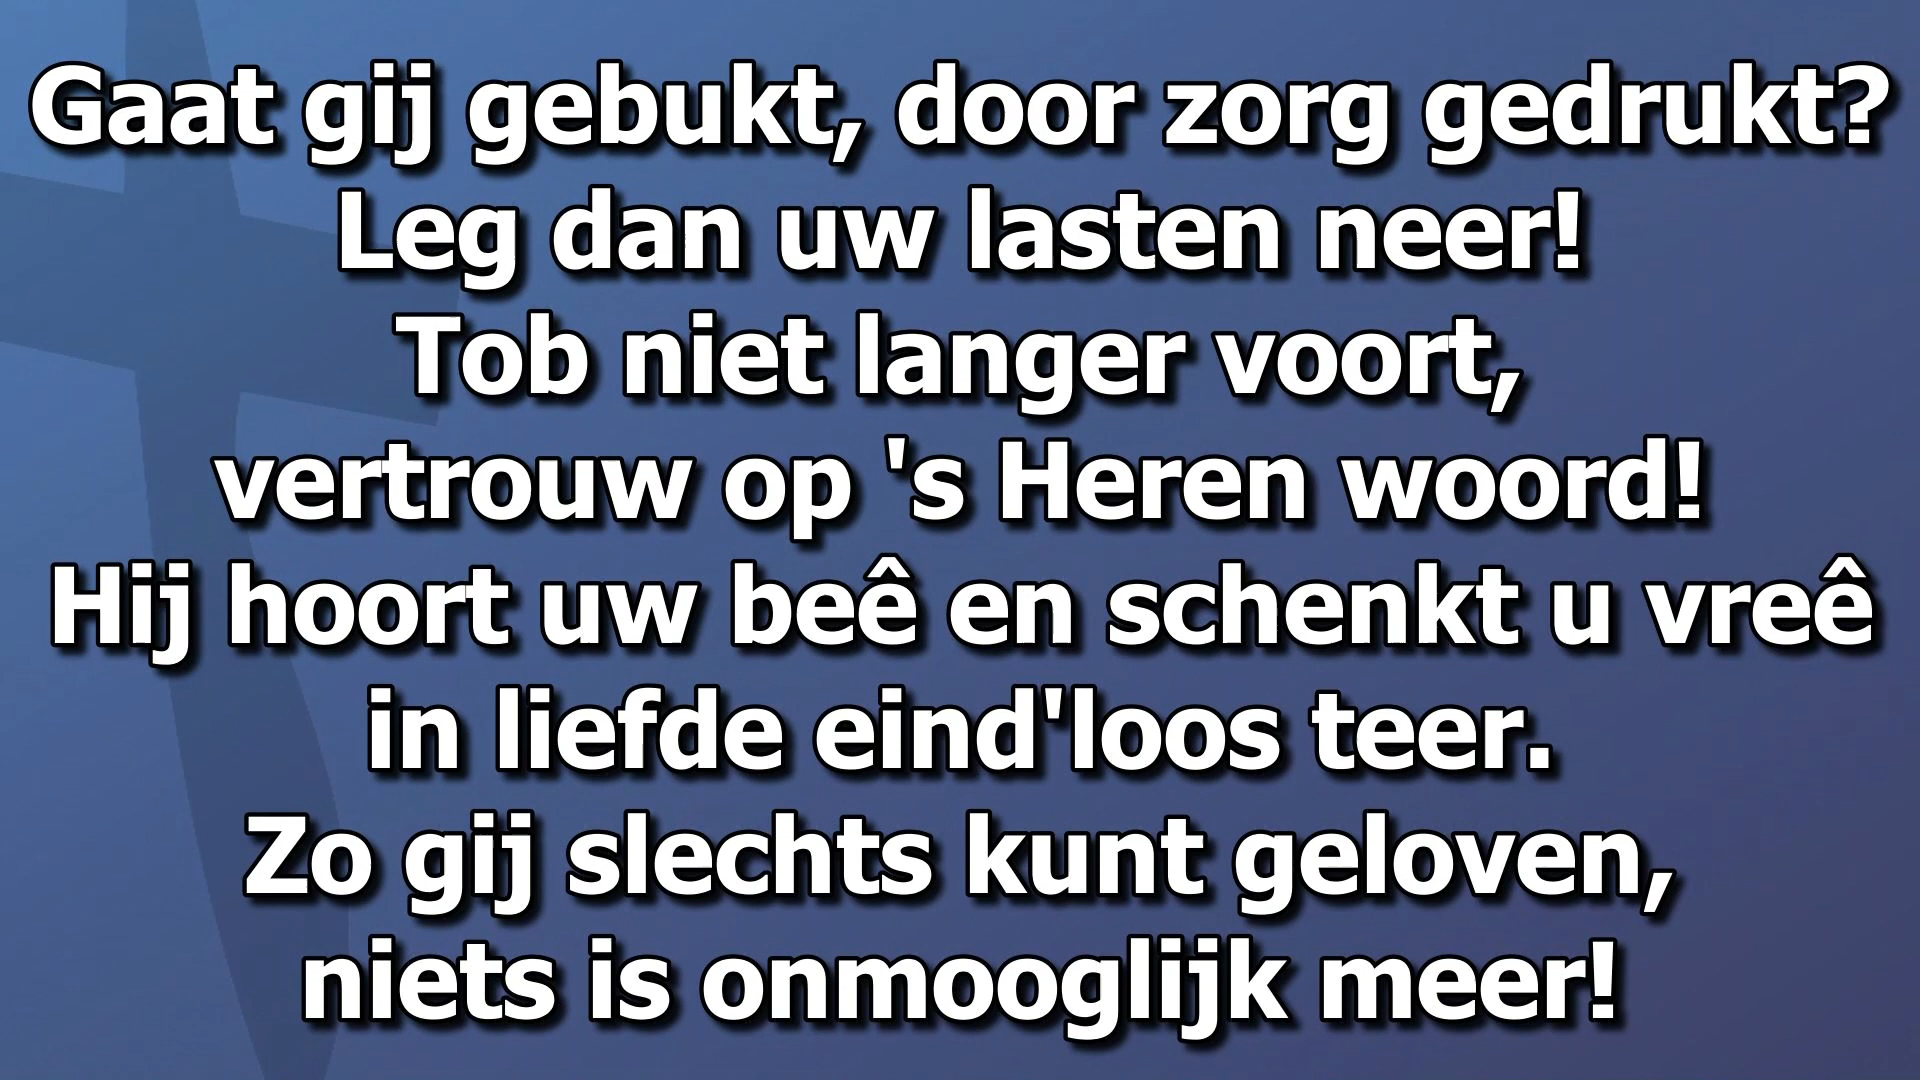 Gaat gij gebukt, door zorg gedrukt?
Leg dan uw lasten neer!
Tob niet langer voort,
vertrouw op 's Heren woord!
Hij hoort uw beê en schenkt u vreê
in liefde eind'loos teer.
Zo gij slechts kunt geloven,
niets is onmooglijk meer!